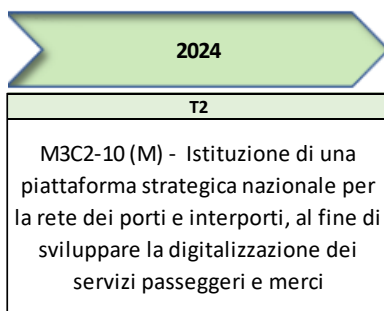 2024
T2
M3C2-10 (M) - Istituzione di una
piattaforma strategica nazionale per
la rete dei porti e interporti, al fine di
sviluppare la digitalizzazione dei
servizi passeggeri e merci